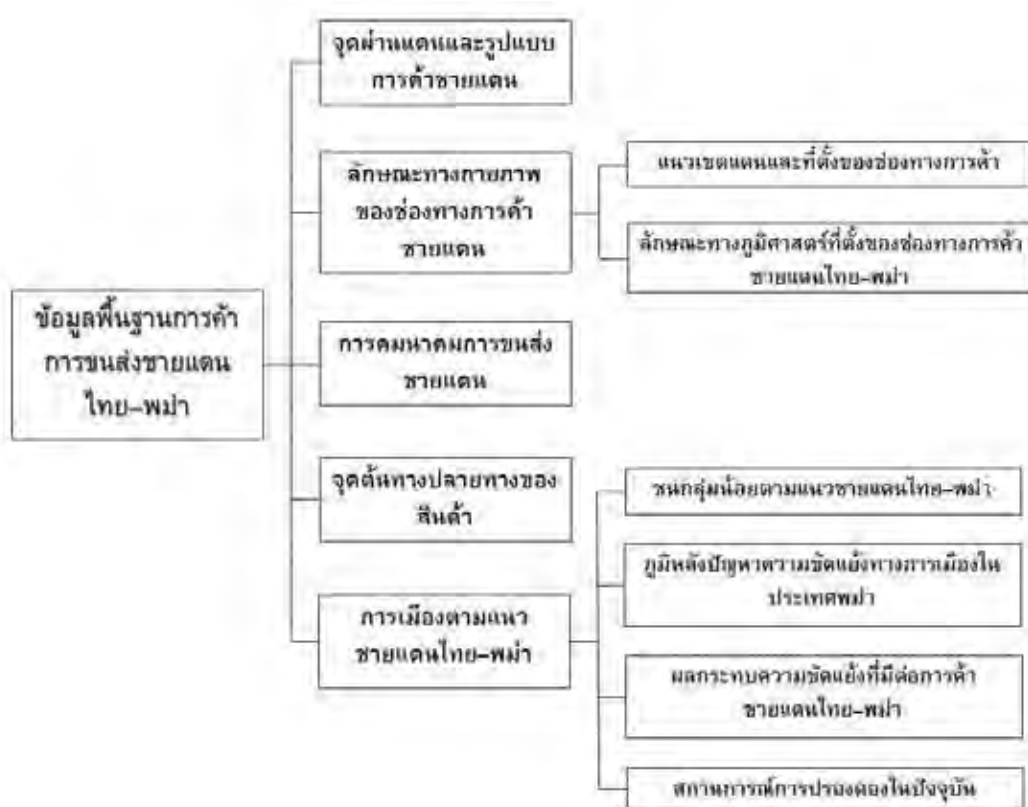 จุดผ่านแดนและรูปแบบ
การค้าชายแดน
ลักษณะทางกายภาพ
ของช่องทางการค้า
ชายแดน
แนวเขตแดนและที่ตั้งของช่องทางการค้า
ลักษณะทางภูมิศาสตร์ที่ตั้งของช่องทางการค้า
ชายแดนไทย-พม่า
ข้อมูลพื้นฐานการค้า
การขนส่งชายแดน
ไทย-พม่า
การคมนาคมการขนส่ง
ชายแดน
จุดต้นทางปลายทางของ
สินค้า
ชนกลุ่มน้อยตามแนวชายแดนไทย-พม่า
ภูมิหลังปัญหาความขัดแย้งทางการเมืองใน
ประเทศพม่า
การเมืองตามแนว
ชายแดนไทย-พม่า
ผลกระทบความขัดแย้งที่มีต่อการค้า
ชายแดนไทย-พม่า
สถานการณ์การปรองดองในปัจจุบัน